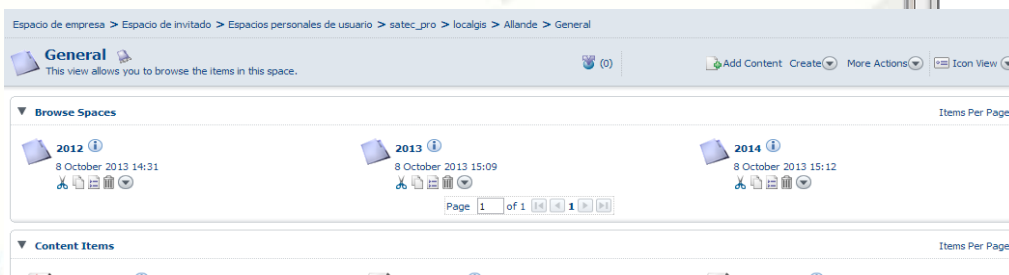 Espacio de empresa > Espacio de invitado > Espacios personales de usuario > satec_pro > localgis > Allande > General
General
This view allows you to browse the items in this space.
(0)
Add Content Create More Actions Icon View
Browse Spaces
Items Per Page
2012 2013 2014
8 October 2013 14:31 8 October 2013 15:09 8 October 2013 15:12
Page 1 of 1 1
Content Items
Items Per Page